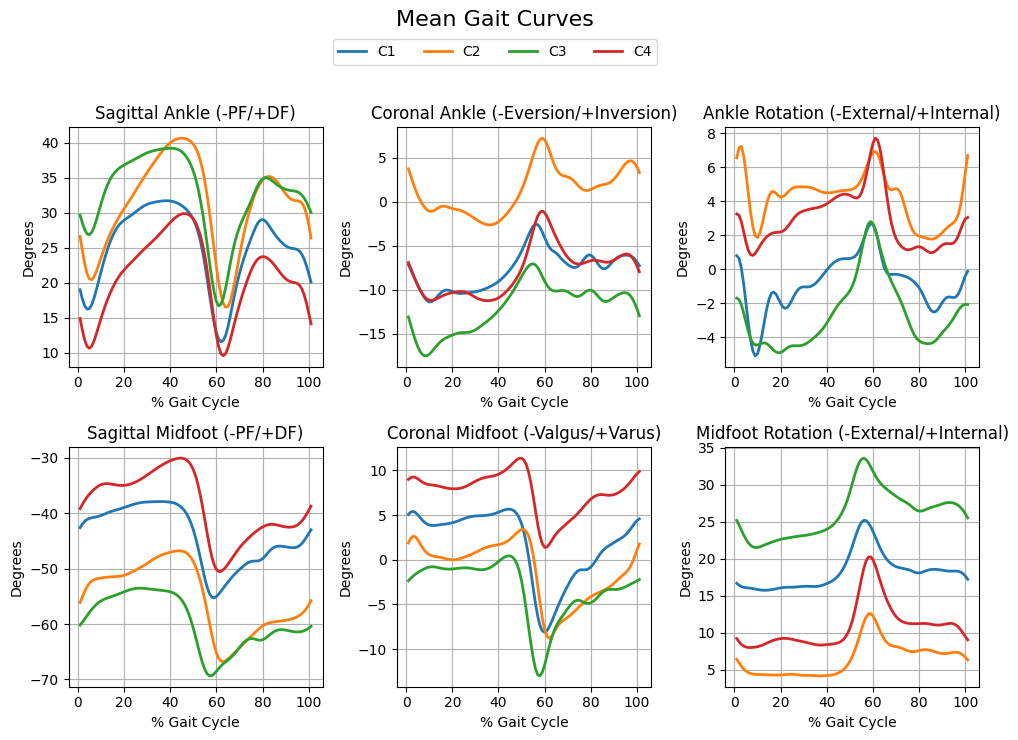 Mean Gait Curves
C1 C2 C3 C4
Sagittal Ankle (-PF/+DF)
Degrees
40
35
30
25
20
15
10
0 20 40 60 80 100
% Gait Cycle
Coronal Ankle (-Eversion/+Inversion)
Degrees
5
0
−5
−10
−15
0 20 40 60 80 100
% Gait Cycle
Ankle Rotation (-External/+Internal)
Degrees
8
6
4
2
0
−2
−4
0 20 40 60 80 100
% Gait Cycle
Sagittal Midfoot (-PF/+DF)
Degrees
−30
−40
−50
−60
−70
0 20 40 60 80 100
% Gait Cycle
Coronal Midfoot (-Valgus/+Varus)
Degrees
10
5
0
−5
−10
0 20 40 60 80 100
% Gait Cycle
Midfoot Rotation (-External/+Internal)
Degrees
35
30
25
20
15
10
5
0 20 40 60 80 100
% Gait Cycle